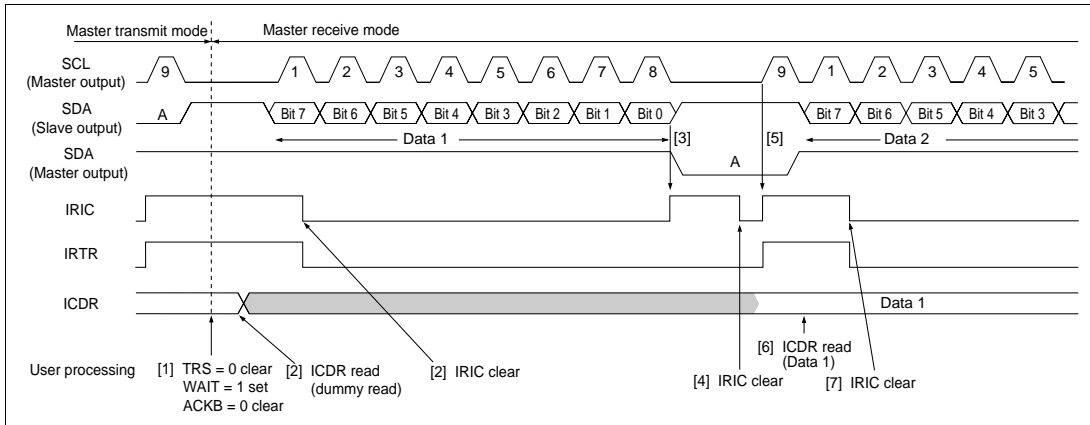 Master transmit mode Master receive mode
SCL
(Master output)
9 1 2 3 4 5 6 7 8 9 1 2 3 4 5
SDA
(Slave output)
A Bit 7 Bit 6 Bit 5 Bit 4 Bit 3 Bit 2 Bit 1 Bit 0 Bit 7 Bit 6 Bit 5 Bit 4 Bit 3
Data 1 [3] [5] Data 2
SDA
(Master output)
A
IRIC
IRTR
ICDR
Data 1
User processing
[1] TRS = 0 clear
WAIT = 1 set
ACKB = 0 clear
[2] ICDR read
(dummy read)
[2] IRIC clear
[4] IRIC clear
[6] ICDR read
(Data 1)
[7] IRIC clear